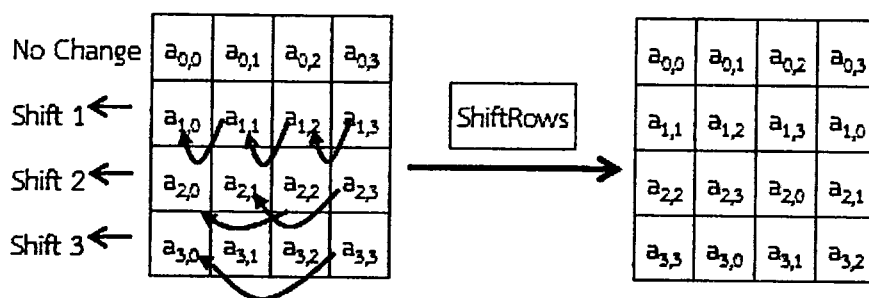 No Change a0,0 a0,1 a0,2 a0,3
Shift 1 a1,0 a1,1 a1,2 a1,3
Shift 2 a2,0 a2,1 a2,2 a2,3
Shift 3 a3,0 a3,1 a3,2 a3,3
ShiftRows
a0,0 a0,1 a0,2 a0,3
a1,1 a1,2 a1,3 a1,0
a2,2 a2,3 a2,0 a2,1
a3,3 a3,0 a3,1 a3,2